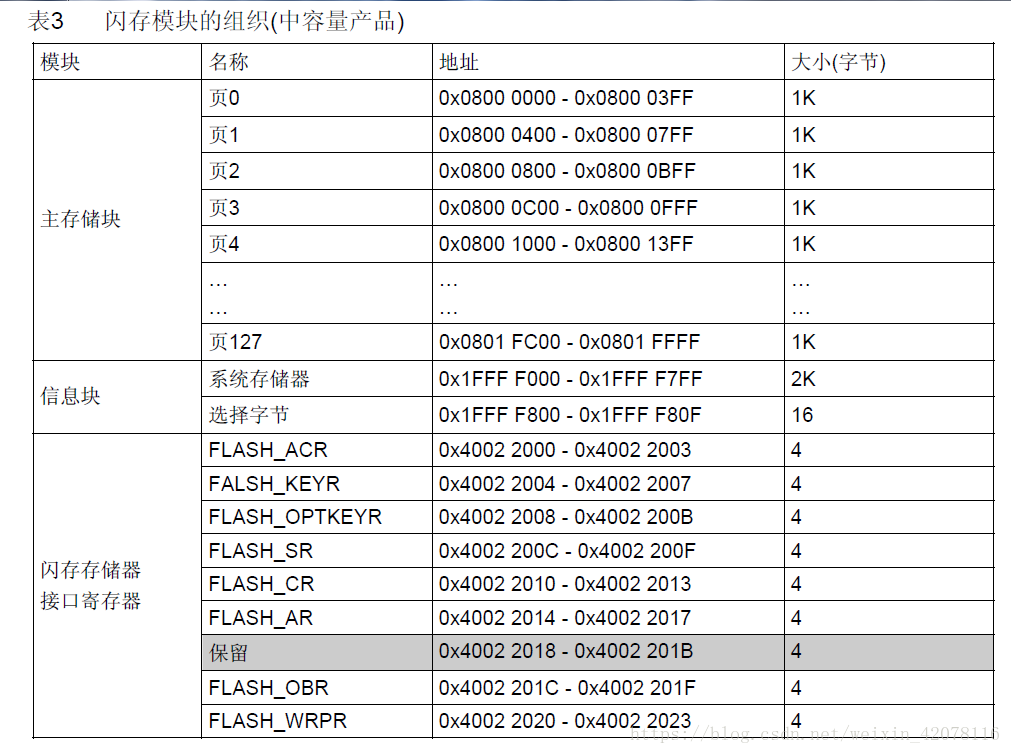 表3 闪存模块的组织(中容量产品)
模块 名称 地址 大小(字节)
主存储块
页0 0x0800 0000 - 0x0800 03FF 1K
页1 0x0800 0400 - 0x0800 07FF 1K
页2 0x0800 0800 - 0x0800 0BFF 1K
页3 0x0800 0C00 - 0x0800 0FFF 1K
页4 0x0800 1000 - 0x0800 13FF 1K
… … …
… … …
页127 0x0801 FC00 - 0x0801 FFFF 1K
信息块
系统存储器 0x1FFF F000 - 0x1FFF F7FF 2K
选择字节 0x1FFF F800 - 0x1FFF F80F 16
闪存存储器
接口寄存器
FLASH_ACR 0x4002 2000 - 0x4002 2003 4
FALSH_KEYR 0x4002 2004 - 0x4002 2007 4
FLASH_OPTKEYR 0x4002 2008 - 0x4002 200B 4
FLASH_SR 0x4002 200C - 0x4002 200F 4
FLASH_CR 0x4002 2010 - 0x4002 2013 4
FLASH_AR 0x4002 2014 - 0x4002 2017 4
保留 0x4002 2018 - 0x4002 201B 4
FLASH_OBR 0x4002 201C - 0x4002 201F 4
FLASH_WRPR 0x4002 2020 - 0x4002 2023 4
https://blog.csdn.net/weixin_42078116